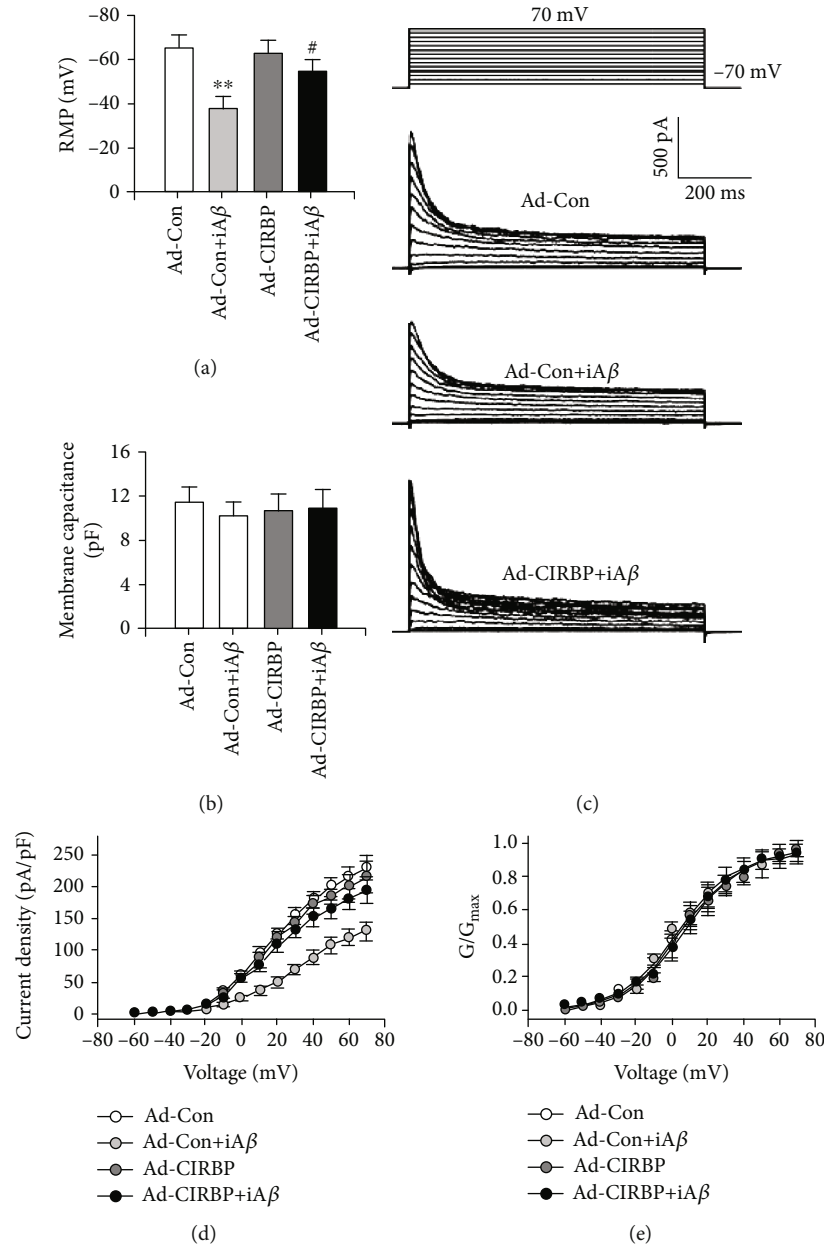 −80
−60
−40
−20
0
RMP (mV)
**
#
Ad-Con
Ad-Con+iAβ
Ad-CIRBP
Ad-CIRBP+iAβ
(a)
16
12
8
4
0
Membrane capacitance
(pF)
Ad-Con
Ad-Con+iAβ
Ad-CIRBP
Ad-CIRBP+iAβ
(b)
70 mV
−70 mV
500 pA
200 ms
Ad-Con
Ad-Con+iAβ
Ad-CIRBP+iAβ
(c)
250
200
150
100
50
0
Current density (pA/pF)
−80 −60 −40 −20 0 20 40 60 80
Voltage (mV)
Ad-Con
Ad-Con+iAβ
Ad-CIRBP
Ad-CIRBP+iAβ
(d)
1.0
0.8
0.6
0.4
0.2
0.0
G/Gmax
−80 −60 −40 −20 0 20 40 60 80
Voltage (mV)
Ad-Con
Ad-Con+iAβ
Ad-CIRBP
Ad-CIRBP+iAβ
(e)